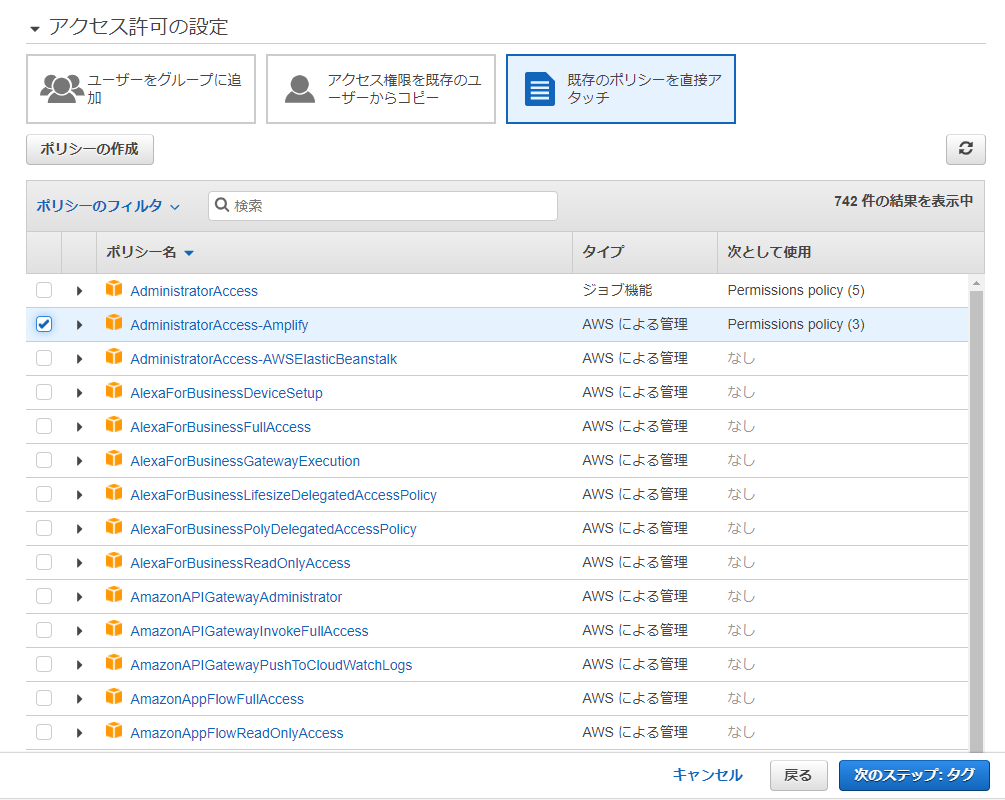 アクセス許可の設定
ユーザーをグループに追
加
アクセス権限を既存のユ
ーザーからコピー
既存のポリシーを直接ア
タッチ
ポリシーの作成
ポリシーのフィルタ 検索 742 件の結果を表示中
ポリシー名 タイプ 次として使用
AdministratorAccess ジョブ機能 Permissions policy (5)
AdministratorAccess-Amplify AWS による管理 Permissions policy (3)
AdministratorAccess-AWSElasticBeanstalk AWS による管理 なし
AlexaForBusinessDeviceSetup AWS による管理 なし
AlexaForBusinessFullAccess AWS による管理 なし
AlexaForBusinessGatewayExecution AWS による管理 なし
AlexaForBusinessLifesizeDelegatedAccessPolicy AWS による管理 なし
AlexaForBusinessPolyDelegatedAccessPolicy AWS による管理 なし
AlexaForBusinessReadOnlyAccess AWS による管理 なし
AmazonAPIGatewayAdministrator AWS による管理 なし
AmazonAPIGatewayInvokeFullAccess AWS による管理 なし
AmazonAPIGatewayPushToCloudWatchLogs AWS による管理 なし
AmazonAppFlowFullAccess AWS による管理 なし
AmazonAppFlowReadOnlyAccess AWS による管理 なし
キャンセル 戻る 次のステップ: タグ